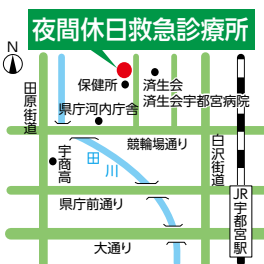 夜間休日救急診療所
N
田原街道
保健所
済生会
済生会宇都宮病院
県庁河内庁舎
競輪場通り
宇商高
田川
白沢街道
県庁前通り
JR宇都宮駅
大通り